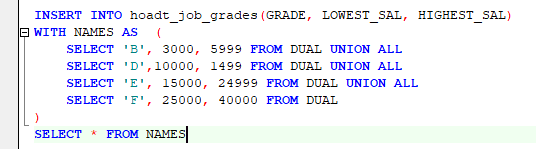 INSERT INTO hoadt_job_grades(GRADE, LOWEST_SAL, HIGHEST_SAL)
WITH NAMES AS (
SELECT 'B', 3000, 5999 FROM DUAL UNION ALL
SELECT 'D',10000, 1499 FROM DUAL UNION ALL
SELECT 'E', 15000, 24999 FROM DUAL UNION ALL
SELECT 'F', 25000, 40000 FROM DUAL
)
SELECT * FROM NAMES